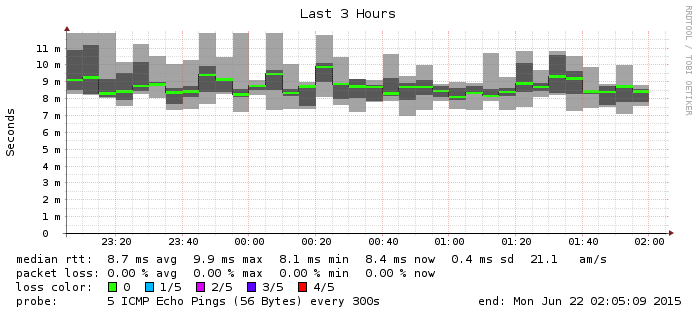 Last 3 Hours
RRDTOOL / TOBI OETIKER
Seconds
11 m
10 m
9 m
8 m
7 m
6 m
5 m
4 m
3 m
2 m
1 m
0
23:20 23:40 00:00 00:20 00:40 01:00 01:20 01:40 02:00
median rtt: 8.7 ms avg 9.9 ms max 8.1 ms min 8.4 ms now 0.4 ms sd 21.1 am/s
packet loss: 0.00 % avg 0.00 % max 0.00 % min 0.00 % now
loss color: 0 1/5 2/5 3/5 4/5
probe: 5 ICMP Echo Pings (56 Bytes) every 300s end: Mon Jun 22 02:05:09 2015